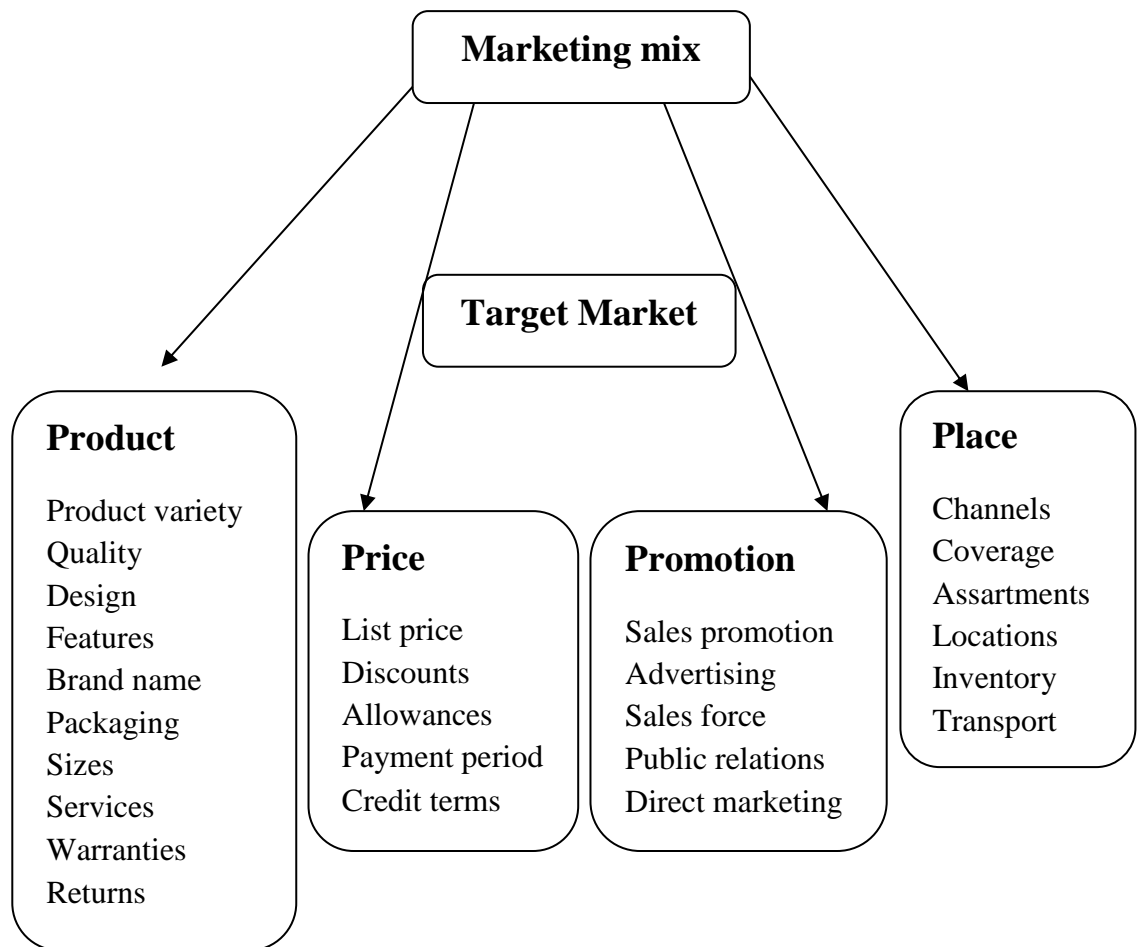 Marketing mix
Target Market
Product
Product variety
Quality
Design
Features
Brand name
Packaging
Sizes
Services
Warranties
Returns
Price
List price
Discounts
Allowances
Payment period
Credit terms
Promotion
Sales promotion
Advertising
Sales force
Public relations
Direct marketing
Place
Channels
Coverage
Assartments
Locations
Inventory
Transport